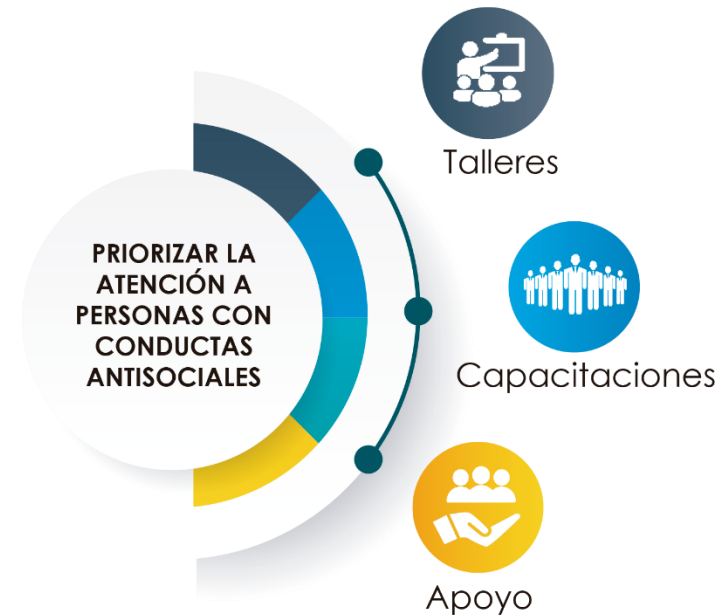 PRIORIZAR LA
ATENCIÓN A
PERSONAS CON
CONDUCTAS
ANTISOCIALES
Talleres
Capacitaciones
Apoyo